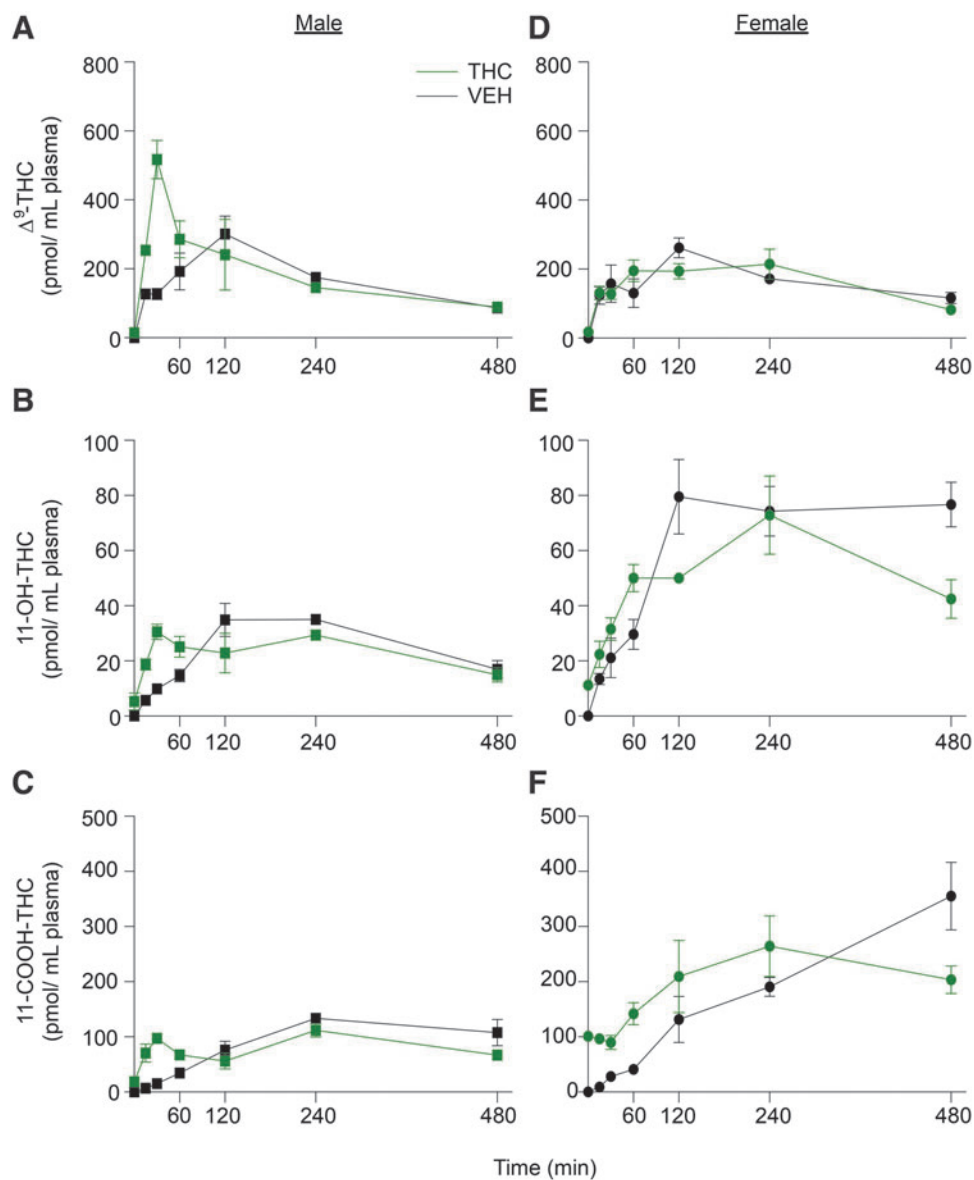 A
Male
D
Female
THC
VEH
Δ⁹-THC
(pmol/ mL plasma)
800
600
400
200
0
60 120 240 480
800
600
400
200
0
60 120 240 480
B
E
11-OH-THC
(pmol/ mL plasma)
100
80
60
40
20
0
60 120 240 480
100
80
60
40
20
0
60 120 240 480
C
F
11-COOH-THC
(pmol/ mL plasma)
500
400
300
200
100
0
60 120 240 480
500
400
300
200
100
0
60 120 240 480
Time (min)